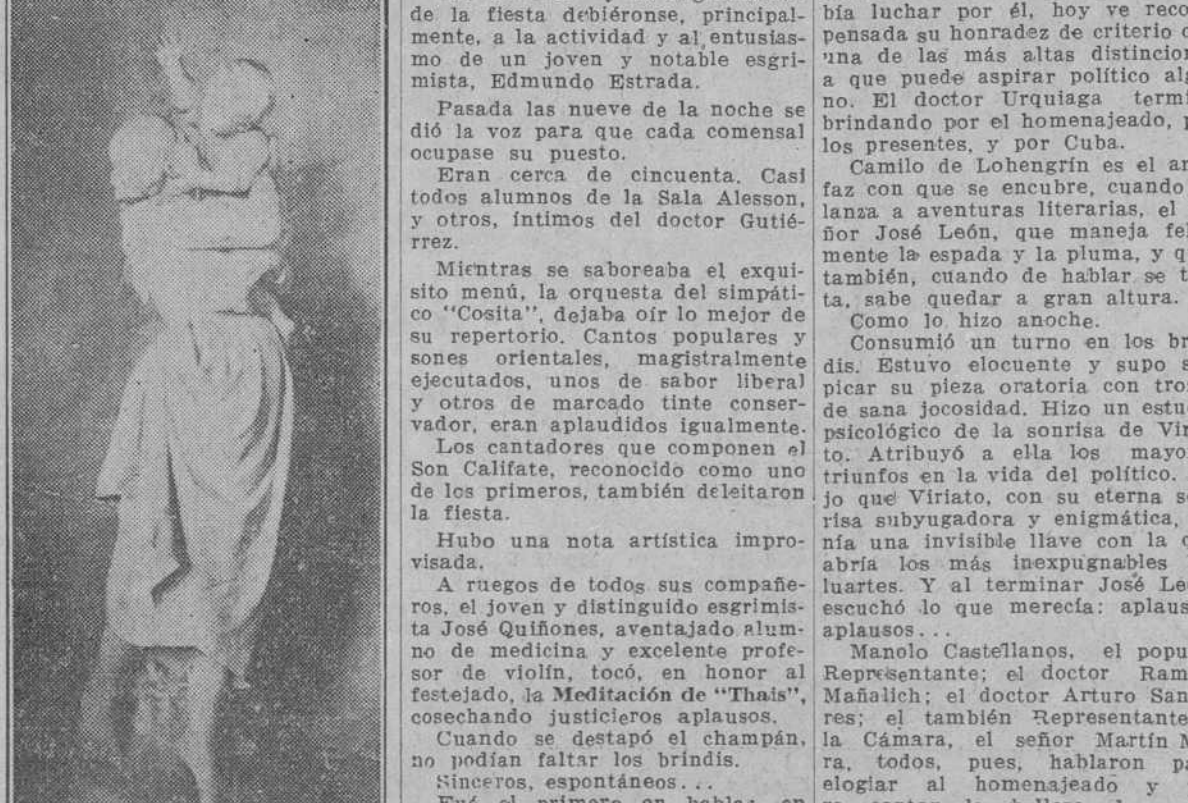 de la fiesta debiéronse, principal-
mente, a la actividad y al entusias-
mo de un joven y notable esgri-
mista, Edmundo Estrada.
Pasada las nueve de la noche se
dió la voz para que cada comensal
ocupase su puesto.
Eran cerca de cincuenta. Casi
todos alumnos de la Sala Alesson,
y otros, íntimos del doctor Gutié-
rrez.
Mientras se saboreaba el exqui-
sito menú, la orquesta del simpáti-
co "Cosita", dejaba oír lo mejor de
su repertorio. Cantos populares y
sones orientales, magistralmente
ejecutados, unos de sabor liberal
y otros de marcado tinte conser-
vador, eran aplaudidos igualmente.
Los cantadores que componen el
Son Califate, reconocido como uno
de los primeros, también deleitaron
la fiesta.
Hubo una nota artística impro-
visada.
A ruegos de todos sus compañe-
ros, el joven y distinguido esgrimis-
ta José Quiñones, aventajado alum-
no de medicina y excelente profe-
sor de violín, tocó, en honor al
festejado, la Meditación de "Thais",
cosechando justicieros aplausos.
Cuando se destapó el champán,
no podían faltar los brindis.
Sinceros, espontáneos...
bía luchar por él, hoy ve reco
pensada su honradez de criterio
una de las más altas distincion
a que puede aspirar político alg
no. El doctor Urquiaga termi
brindando por el homenajeado, p
los presentes, y por Cuba.
Camilo de Lohengrín es el an
faz con que se encubre, cuando
lanza a aventuras literarias, el
ñor José León, que maneja fel
mente la espada y la pluma, y q
también, cuando de hablar se t
ta, sabe quedar a gran altura.
Como lo hizo anoche.
Consumió un turno en los br
dis. Estuvo elocuente y supo s
picar su pieza oratoria con tro
de sana jocosidad. Hizo un estu
psicológico de la sonrisa de Vir
to. Atribuyó a ella los mayo
triunfos en la vida del político.
jo que Viriato, con su eterna s
risa subyugadora y enigmática,
nía una invisible llave con la
abría los más inexpugnables
luartes. Y al terminar José Le
escuchó lo que merecía: aplaus
aplausos...
Manolo Castellanos, el popu
Representante; el doctor Ram
Mañalich; el doctor Arturo San
res; el también Representante
la Cámara, el señor Martín M
ra, todos, pues, hablaron pa
elogiar al homenajeado y